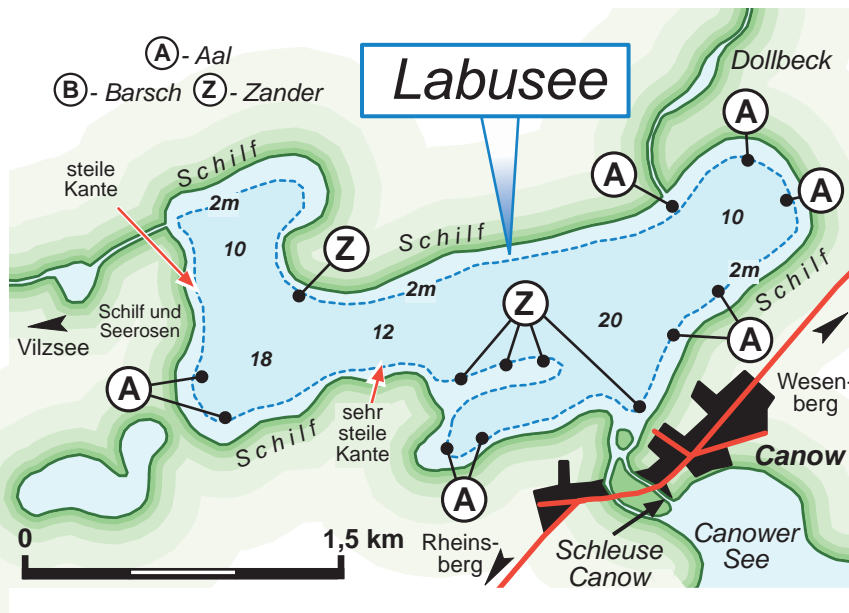 A - Aal
B - Barsch Z - Zander
Labusee
Dollbeck
steile
Kante
Schilf
2m
10
A
A
A
10
Z
Schilf
2m
2m
Schilf
Schilf und
Seerosen
Vilzsee
12
Z
20
A
18
A
Wesen-
berg
sehr
steile
Kante
Schilf
A
Canow
0
1,5 km
Rheins-
berg
Schleuse
Canow
Canower
See